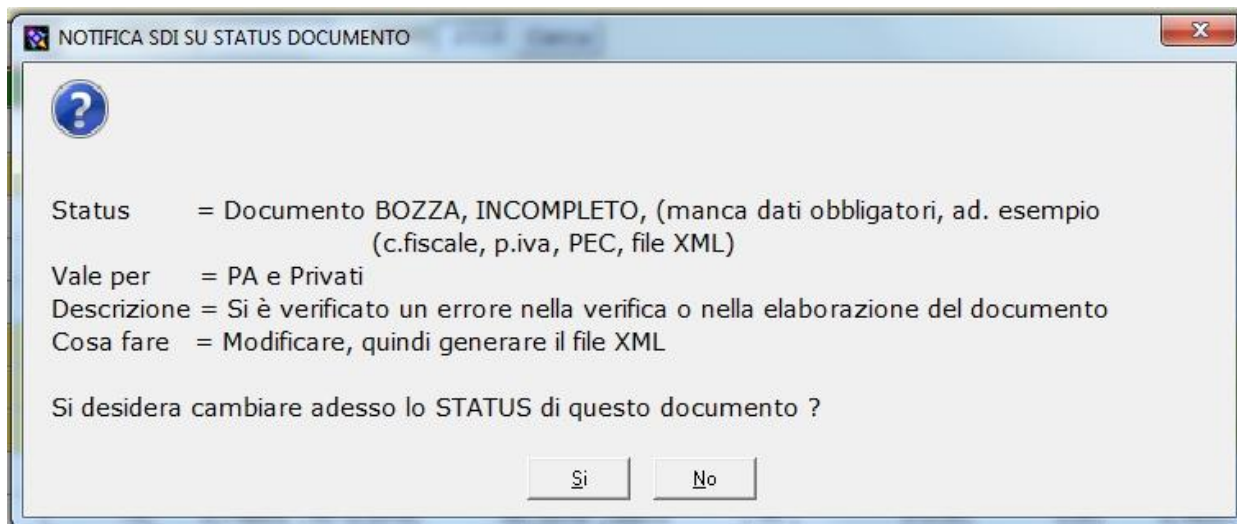 NOTIFICA SDI SU STATUS DOCUMENTO
Status = Documento BOZZA, INCOMPLETO, (manca dati obbligatori, ad. esempio
(c.fiscale, p.iva, PEC, file XML)
Vale per = PA e Privati
Descrizione = Si è verificato un errore nella verifica o nella elaborazione del documento
Cosa fare = Modificare, quindi generare il file XML
Si desidera cambiare adesso lo STATUS di questo documento ?
Si No